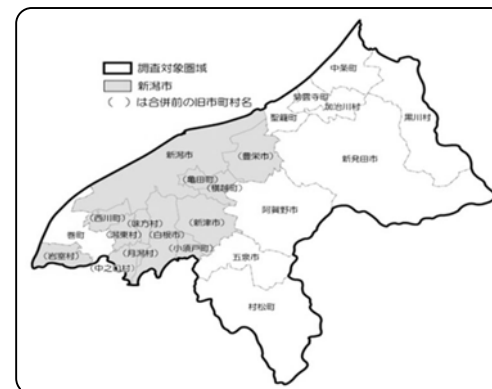 調査対象圏域
新潟市
( )は合併前の旧市町村名
中条町
紫雲寺町
加治川村
聖籠町
黒川村
新潟市
(豊栄市)
新発田市
(亀田町)
(横越町)
阿賀野市
(西川町)
(味方村)
(新津市)
巻町
(潟東村)
(白根市)
(小須戸町)
(岩室村)
(月潟村)
(中之口村)
五泉市
村松町